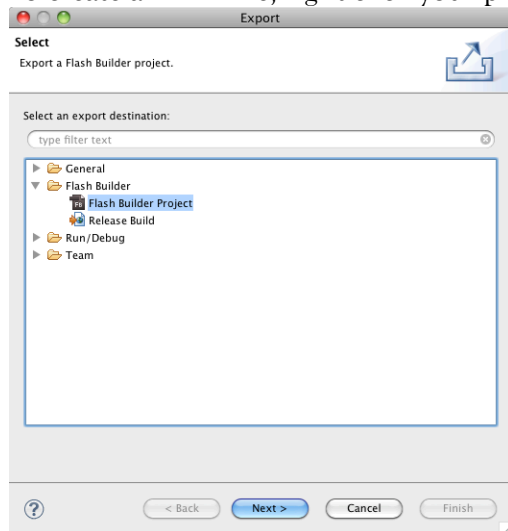 Export
Select
Export a Flash Builder project.
Select an export destination:
type filter text
General
Flash Builder
Flash Builder Project
Release Build
Run/Debug
Team
< Back Next > Cancel Finish